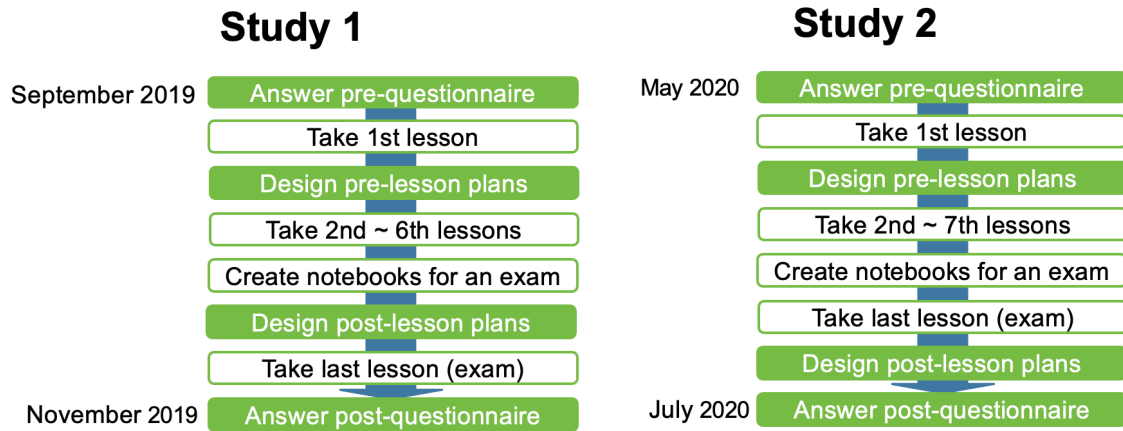 Study 1
September 2019
Answer pre-questionnaire
Take 1st lesson
Design pre-lesson plans
Take 2nd ~ 6th lessons
Create notebooks for an exam
Design post-lesson plans
Take last lesson (exam)
November 2019
Answer post-questionnaire
Study 2
May 2020
Answer pre-questionnaire
Take 1st lesson
Design pre-lesson plans
Take 2nd ~ 7th lessons
Create notebooks for an exam
Take last lesson (exam)
Design post-lesson plans
July 2020
Answer post-questionnaire